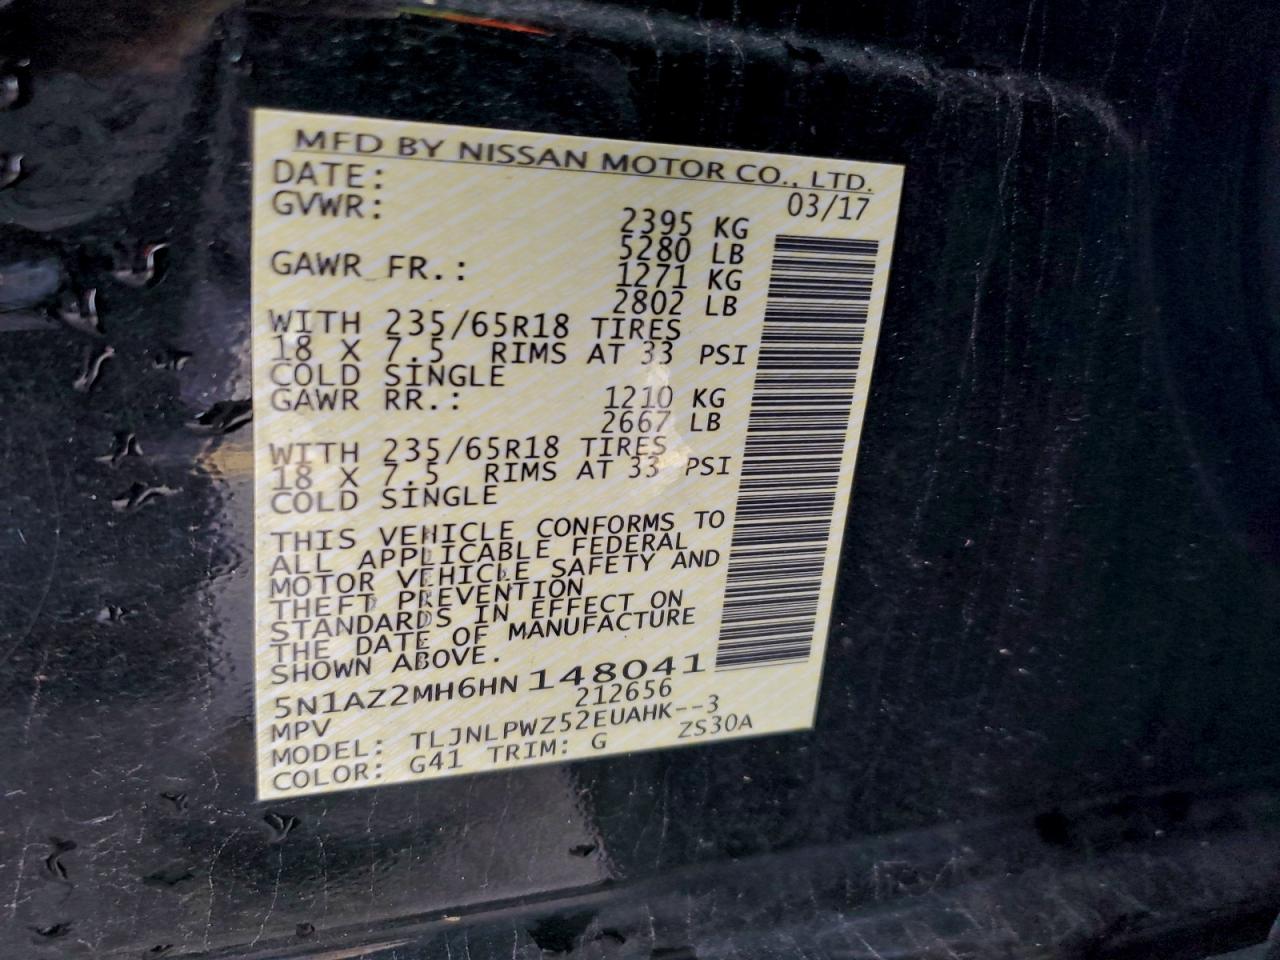 MFD BY NISSAN MOTOR CO., LTD.
DATE: 03/17
GVWR: 2395 KG
5280 LB
GAWR FR.: 1271 KG
2802 LB
WITH 235/65R18 TIRES
18 X 7.5 RIMS AT 33 PSI
COLD SINGLE
GAWR RR.: 1210 KG
2667 LB
WITH 235/65R18 TIRES
18 X 7.5 RIMS AT 33 PSI
COLD SINGLE
THIS VEHICLE CONFORMS TO
ALL APPLICABLE FEDERAL
MOTOR VEHICLE SAFETY AND
THEFT PREVENTION
STANDARDS IN EFFECT ON
THE DATE OF MANUFACTURE
SHOWN ABOVE.
5N1AZ2MH6HN148041
MPV 212656
MODEL: TLJNLPWZ52EUAHK--3
COLOR: G41 TRIM: G ZS30A